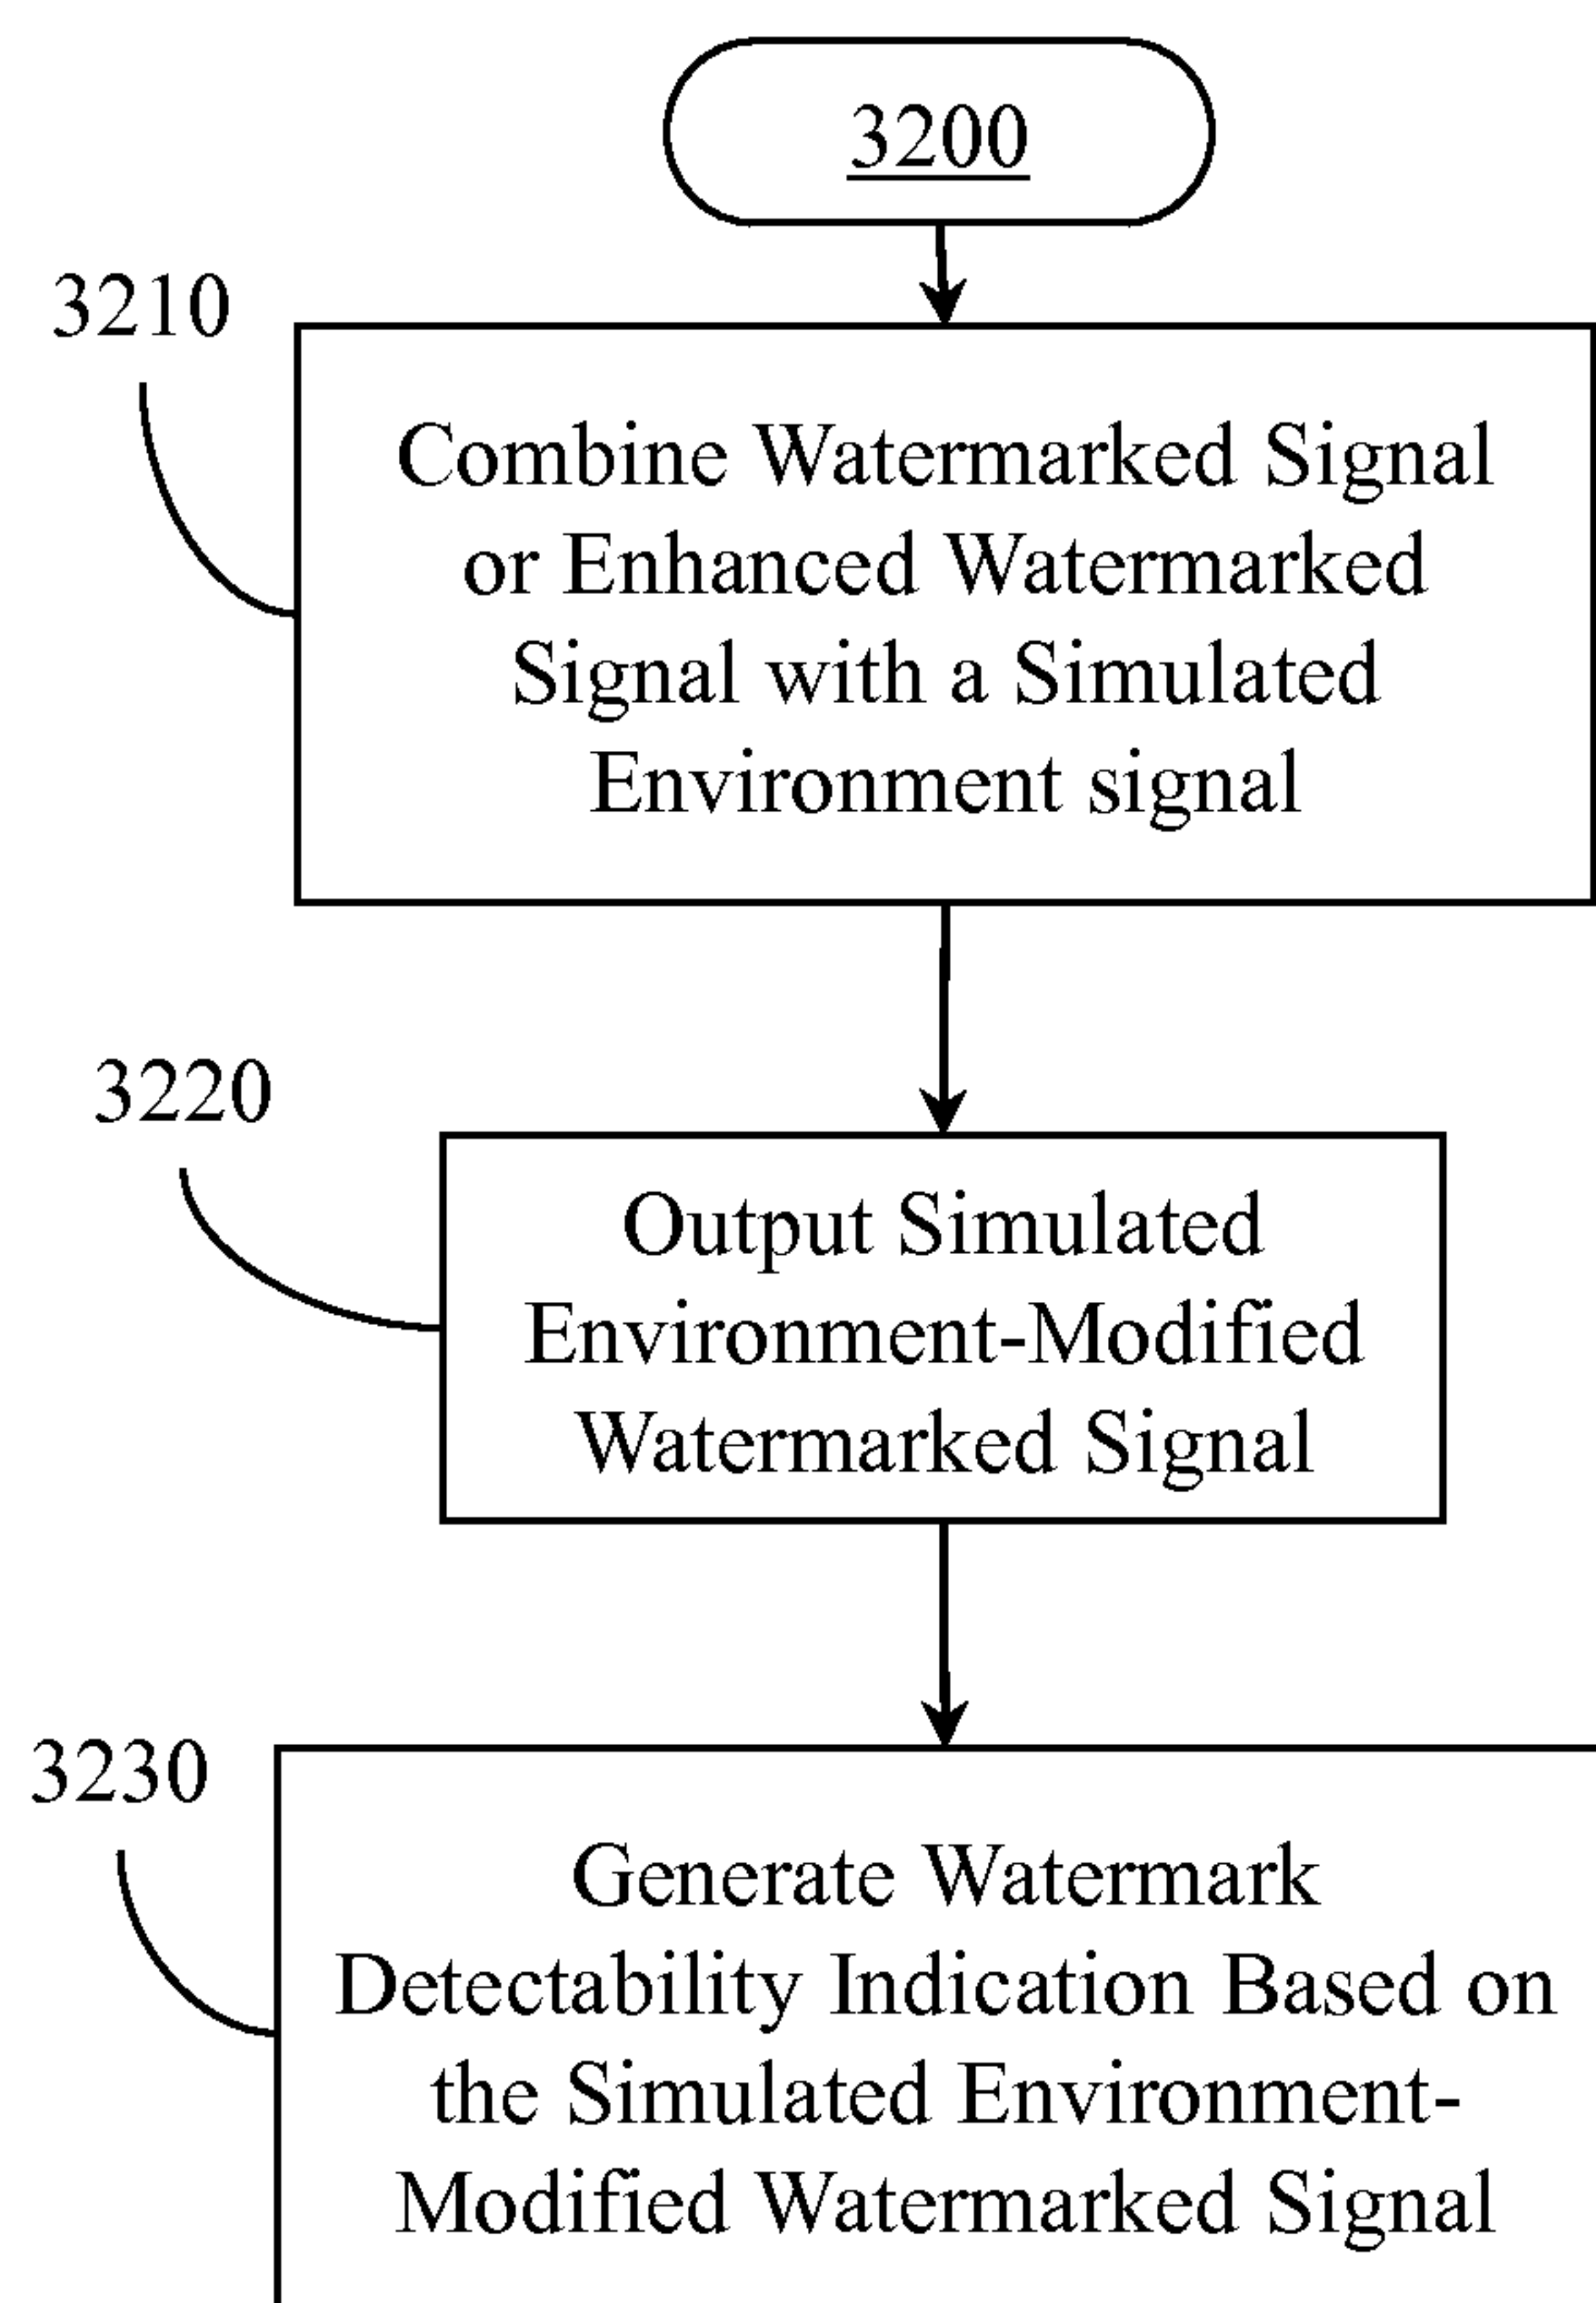 3200
3210
Combine Watermarked Signal
or Enhanced Watermarked
Signal with a Simulated
Environment signal
3220
Output Simulated
Environment-Modified
Watermarked Signal
3230
Generate Watermark
Detectability Indication Based on
the Simulated Environment-
Modified Watermarked Signal